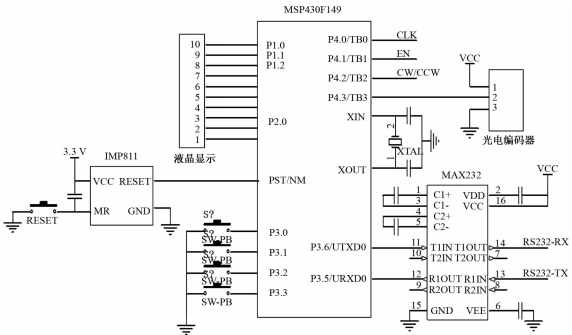 MSP430F149
10
9
8
7
6
5
4
3
2
1
液晶显示
P1.0
P1.1
P1.2
P2.0
PST/NM
P3.0
P3.1
P3.2
P3.3
P4.0/TB0
P4.1/TB1
P4.2/TB2
P4.3/TB3
XIN
XOUT
P3.6/UTXD0
P3.5/URXD0
CLK
EN
CW/CCW
VCC
1
2
3
光电编码器
2
1
XTAL
3.3 V
IMP811
VCC RESET
MR GND
RESET
S?
SW-PB
S?
SW-PB
S?
SW-PB
S?
SW-PB
MAX232
VCC
1 C1+ VDD 2
3 C1- VCC 16
4 C2+
5 C2-
11 T1IN T1OUT 14 RS232-RX
10 T2IN T2OUT 7
12 R1OUT R1IN 13 RS232-TX
9 R2OUT R2IN 8
15 GND VEE 6